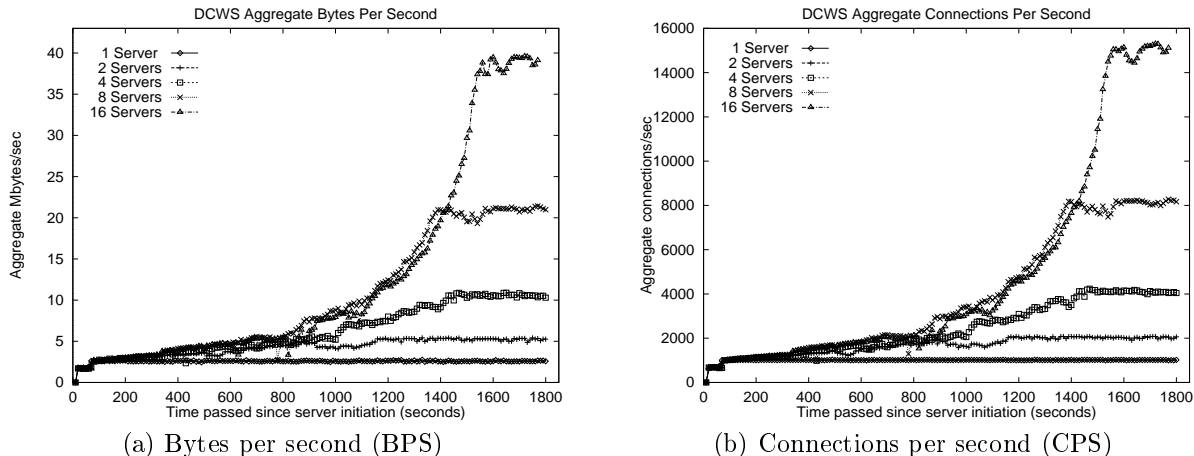 DCWS Aggregate Bytes Per Second
40
35
30
25
20
15
10
5
0
Aggregate Mbytes/sec
1 Server
2 Servers
4 Servers
8 Servers
16 Servers
0 200 400 600 800 1000 1200 1400 1600 1800
Time passed since server initiation (seconds)
(a) Bytes per second (BPS)
DCWS Aggregate Connections Per Second
16000
14000
12000
10000
8000
6000
4000
2000
0
Aggregate connections/sec
1 Server
2 Servers
4 Servers
8 Servers
16 Servers
0 200 400 600 800 1000 1200 1400 1600 1800
Time passed since server initiation (seconds)
(b) Connections per second (CPS)